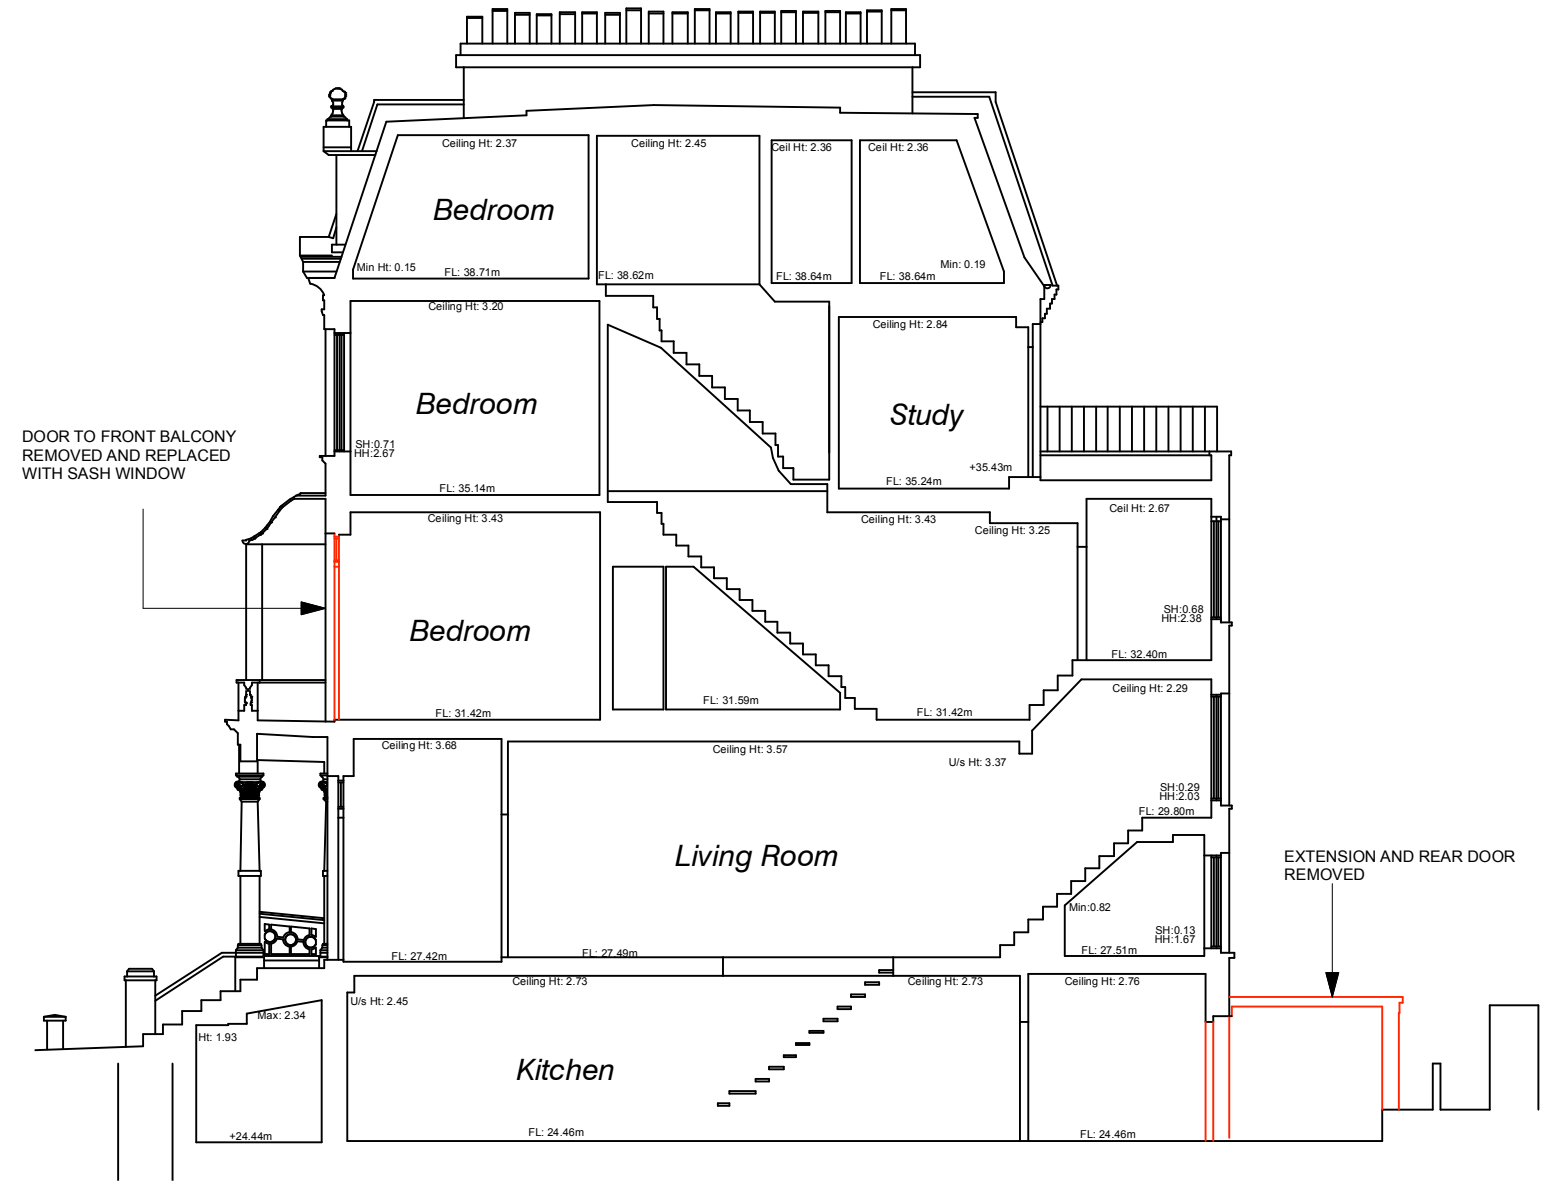 Ceiling Ht: 2.37
Ceiling Ht: 2.45
Ceil Ht: 2.36
Ceil Ht: 2.36
Bedroom
Min Ht: 0.15
FL: 38.71m
FL: 38.62m
FL: 38.64m
Min: 0.19
FL: 38.64m
Ceiling Ht: 3.20
Ceiling Ht: 2.84
Bedroom
Study
DOOR TO FRONT BALCONY
REMOVED AND REPLACED
WITH SASH WINDOW
SH:0.71
HH:2.67
FL: 35.14m
+35.43m
FL: 35.24m
Ceiling Ht: 3.43
Ceiling Ht: 3.43
Ceiling Ht: 3.25
Ceil Ht: 2.67
Bedroom
SH:0.68
HH:2.38
FL: 32.40m
FL: 31.42m
FL: 31.59m
FL: 31.42m
Ceiling Ht: 2.29
Ceiling Ht: 3.68
Ceiling Ht: 3.57
U/s Ht: 3.37
SH:0.29
HH:2.03
FL: 29.80m
Living Room
EXTENSION AND REAR DOOR
REMOVED
Min:0.82
SH:0.13
HH:1.67
FL: 27.42m
FL: 27.49m
FL: 27.51m
Ceiling Ht: 2.73
Ceiling Ht: 2.73
Ceiling Ht: 2.76
U/s Ht: 2.45
Max: 2.34
Ht: 1.93
Kitchen
+24.44m
FL: 24.46m
FL: 24.46m